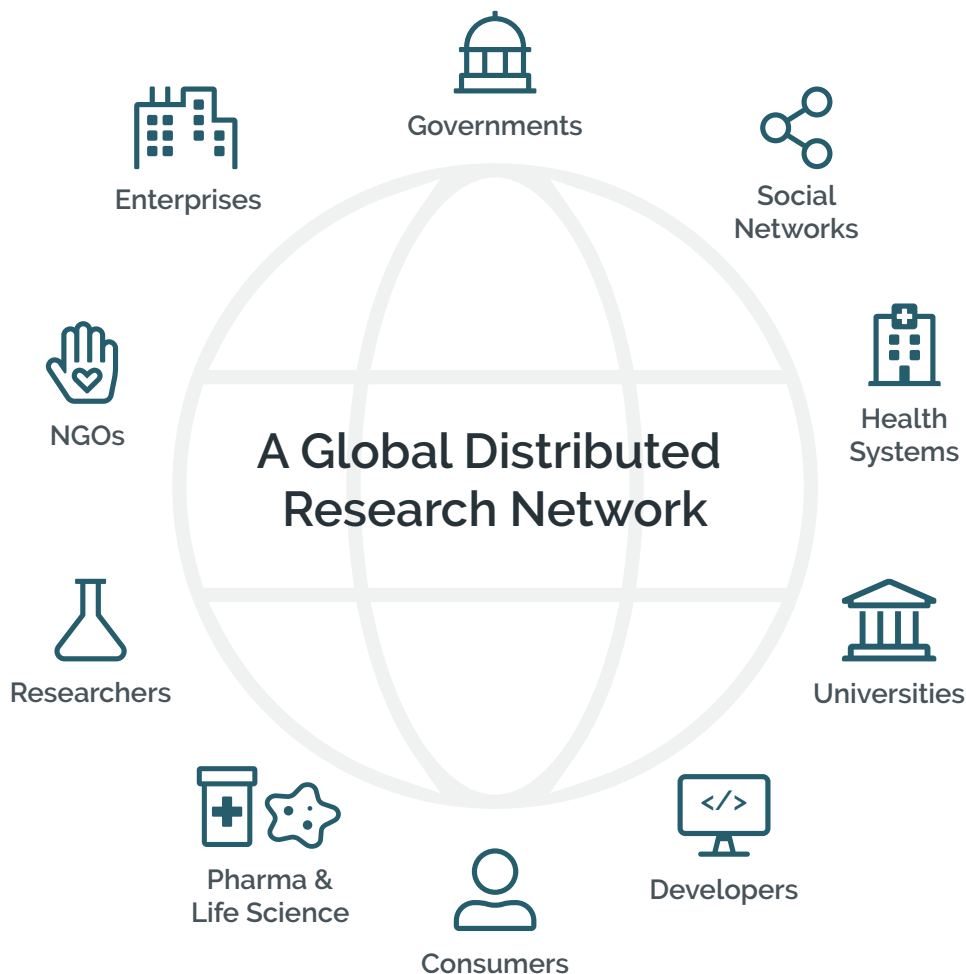 Governments
Enterprises
Social
Networks
NGOs
Health
Systems
A Global Distributed
Research Network
Researchers
Universities
</>
Pharma &
Life Science
Developers
Consumers